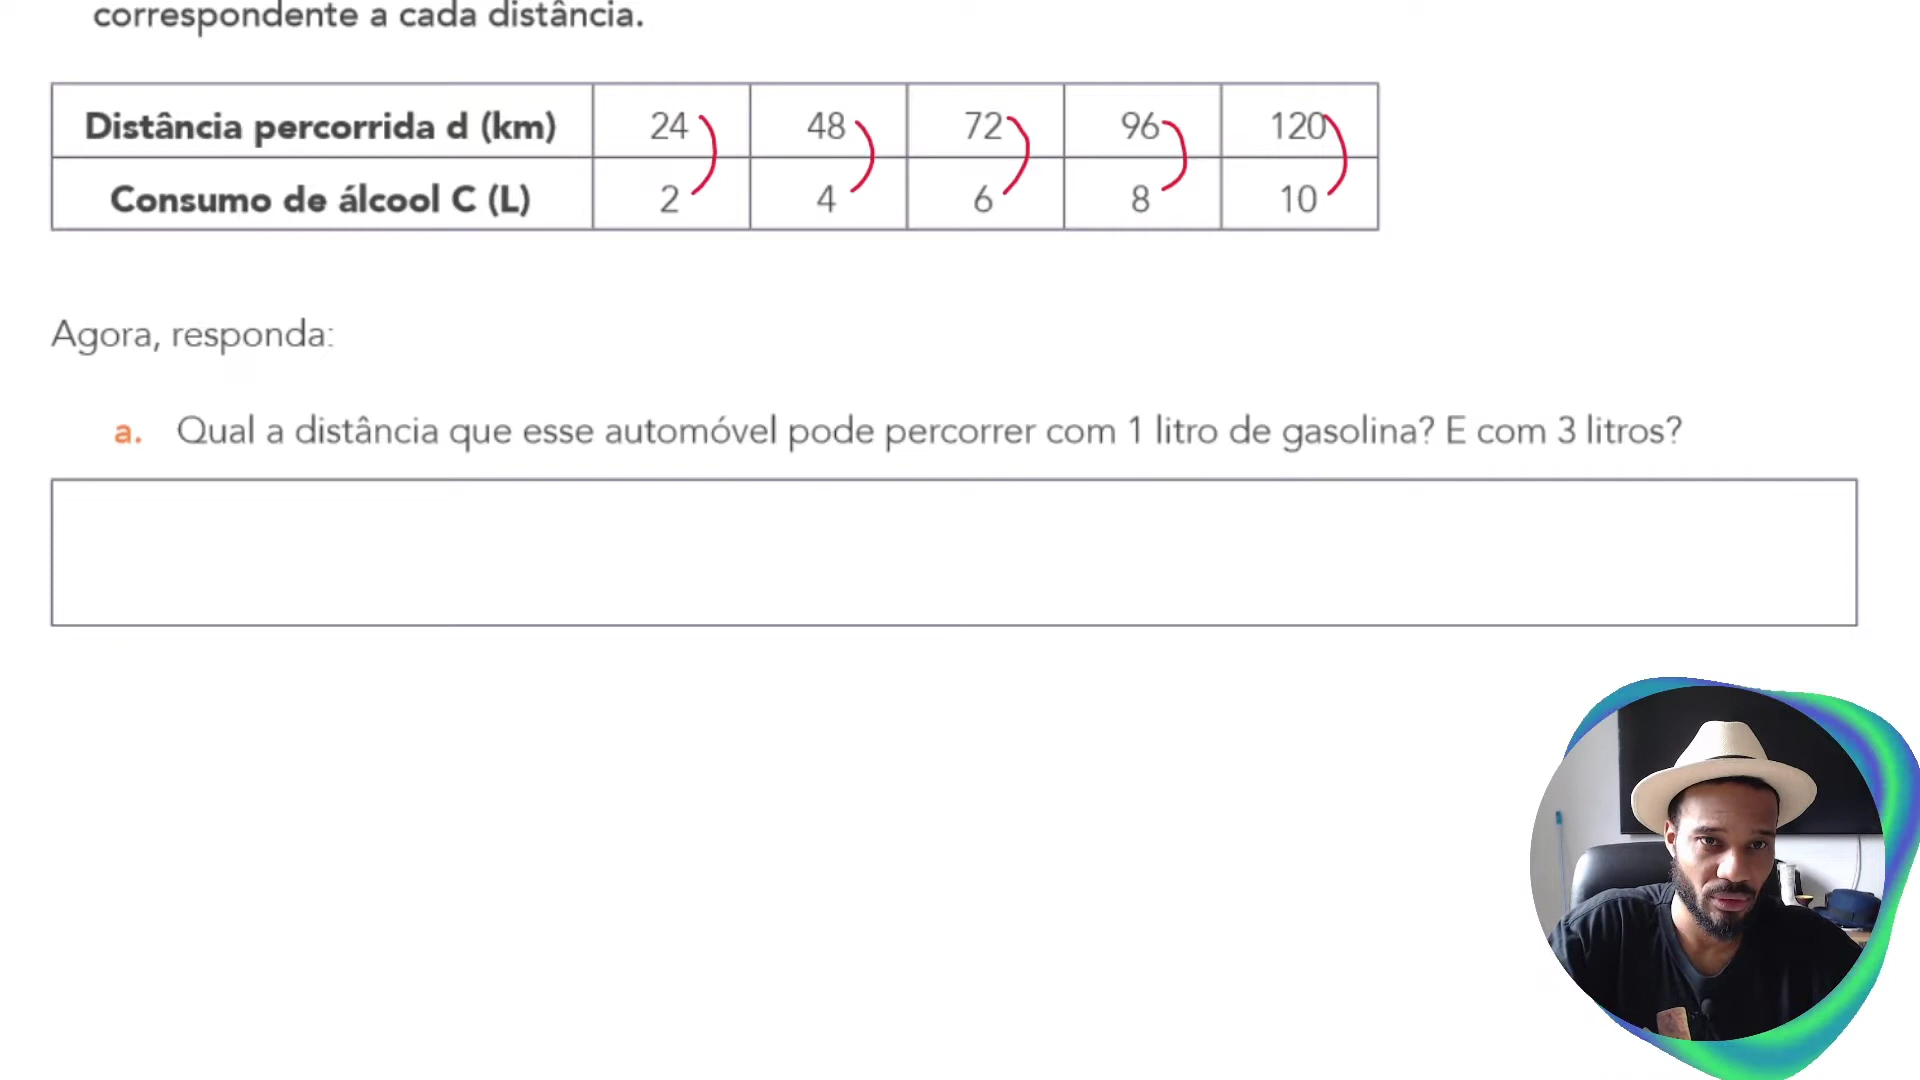 correspondente a cada distância.
Distância percorrida d (km) 24 48 72 96 120
Consumo de álcool C (L) 2 4 6 8 10
Agora, responda:
a. Qual a distância que esse automóvel pode percorrer com 1 litro de gasolina? E com 3 litros?